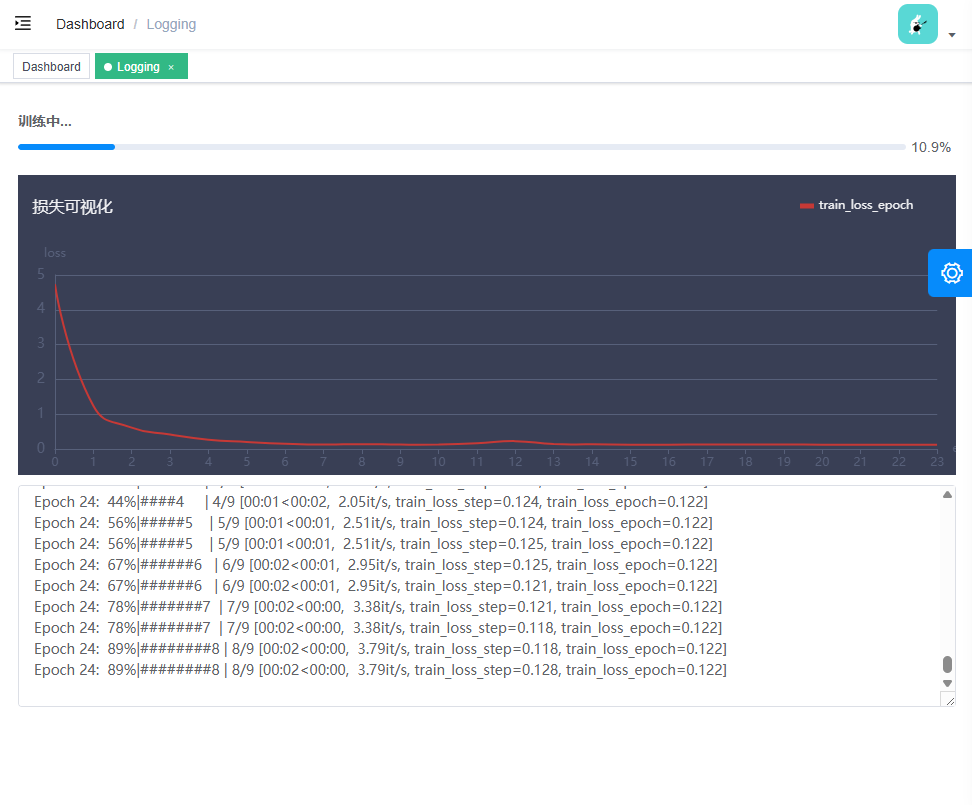 Dashboard / Logging
Dashboard
Logging ×
训练中...
10.9%
损失可视化
train_loss_epoch
loss
5
4
3
2
1
0
0 1 2 3 4 5 6 7 8 9 10 11 12 13 14 15 16 17 18 19 20 21 22 23
Epoch 24: 44%|####4 | 4/9 [00:01<00:02, 2.05it/s, train_loss_step=0.124, train_loss_epoch=0.122]
Epoch 24: 56%|#####5 | 5/9 [00:01<00:01, 2.51it/s, train_loss_step=0.124, train_loss_epoch=0.122]
Epoch 24: 56%|#####5 | 5/9 [00:01<00:01, 2.51it/s, train_loss_step=0.125, train_loss_epoch=0.122]
Epoch 24: 67%|######6 | 6/9 [00:02<00:01, 2.95it/s, train_loss_step=0.125, train_loss_epoch=0.122]
Epoch 24: 67%|######6 | 6/9 [00:02<00:01, 2.95it/s, train_loss_step=0.121, train_loss_epoch=0.122]
Epoch 24: 78%|#######7 | 7/9 [00:02<00:00, 3.38it/s, train_loss_step=0.121, train_loss_epoch=0.122]
Epoch 24: 78%|#######7 | 7/9 [00:02<00:00, 3.38it/s, train_loss_step=0.118, train_loss_epoch=0.122]
Epoch 24: 89%|########8 | 8/9 [00:02<00:00, 3.79it/s, train_loss_step=0.118, train_loss_epoch=0.122]
Epoch 24: 89%|########8 | 8/9 [00:02<00:00, 3.79it/s, train_loss_step=0.128, train_loss_epoch=0.122]